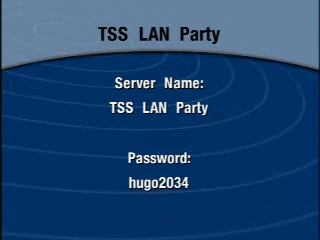 TSS LAN Party
Server Name:
TSS LAN Party
Password:
hugo2034